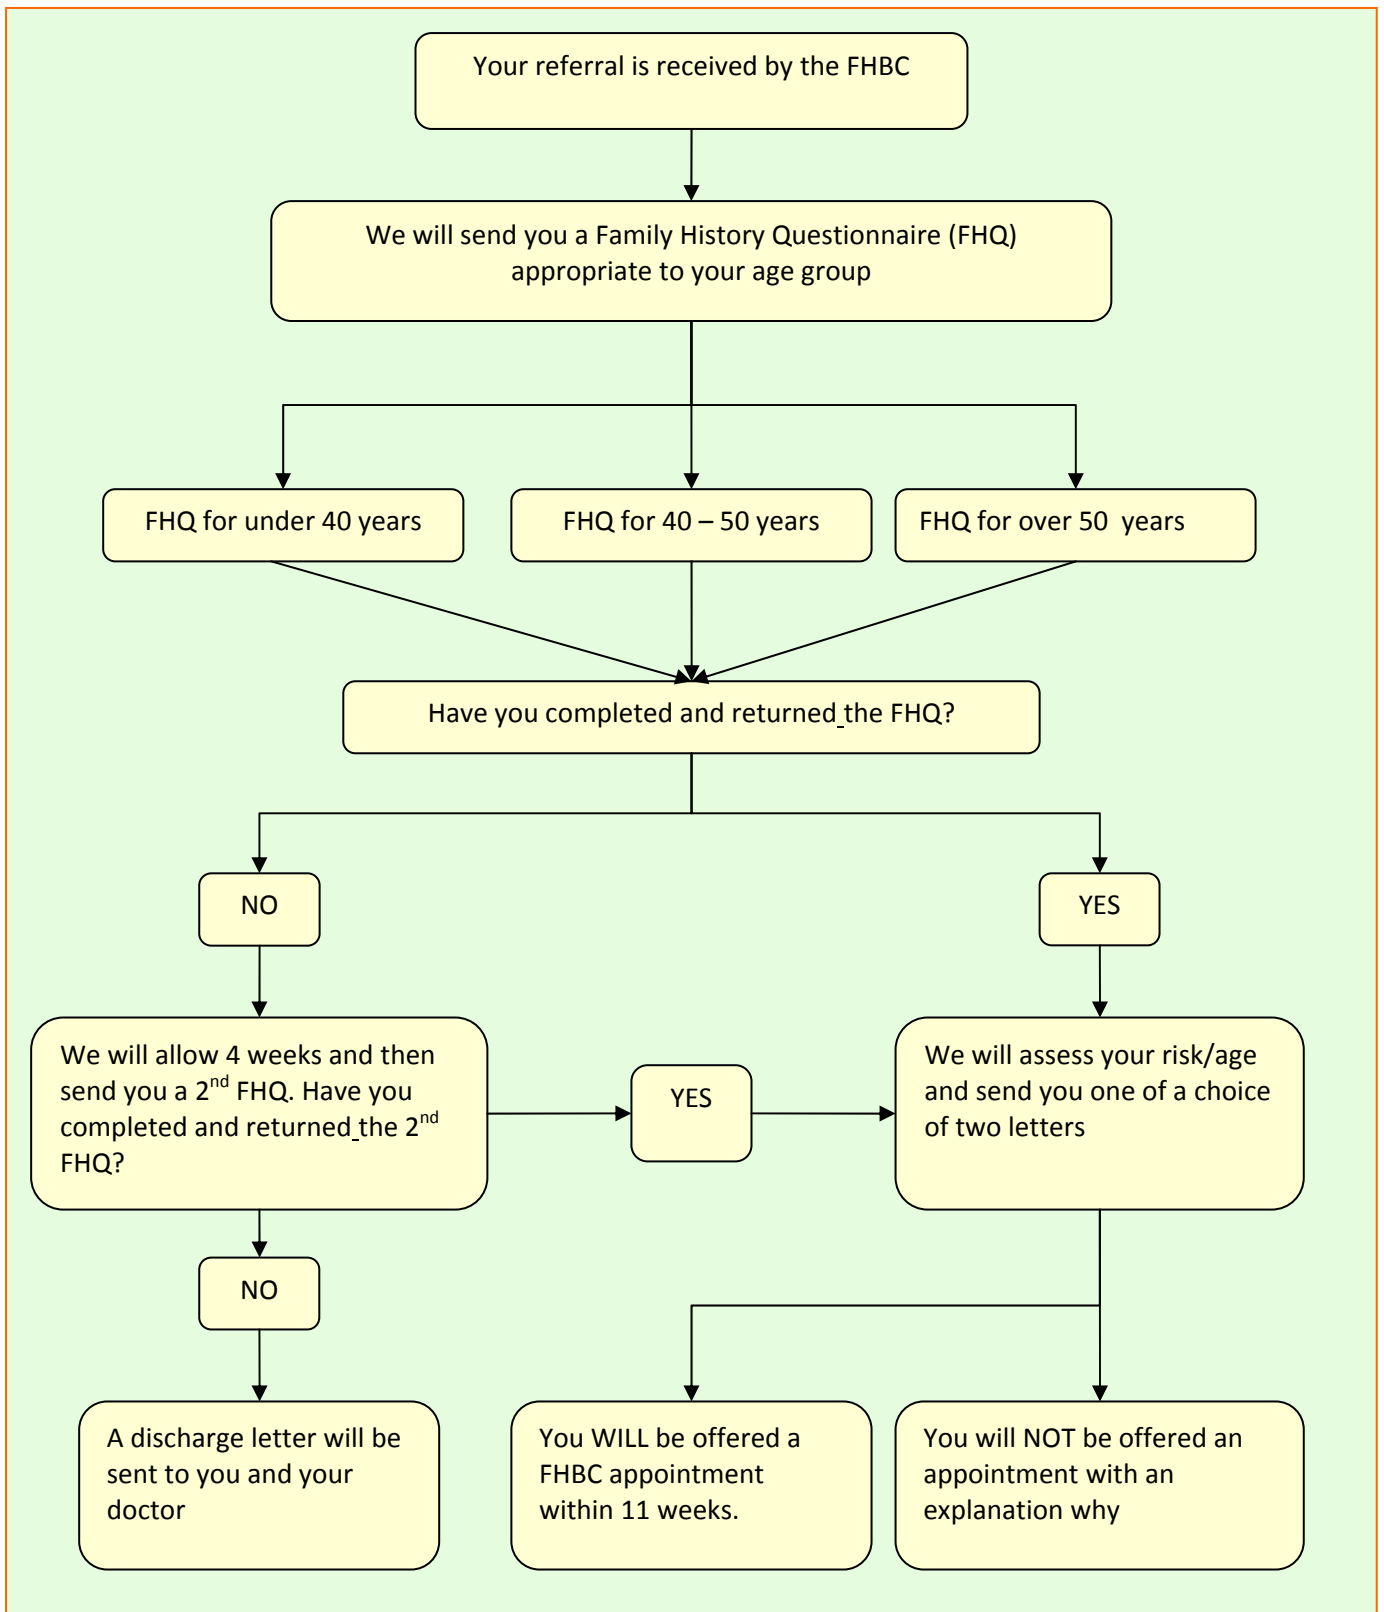 Your referral is received by the FHBC
We will send you a Family History Questionnaire (FHQ)
appropriate to your age group
FHQ for under 40 years
FHQ for 40 – 50 years
FHQ for over 50  years
Have you completed and returned the FHQ?
NO
YES
We will allow 4 weeks and then
send you a 2nd FHQ. Have you
completed and returned the 2nd
FHQ?
YES
We will assess your risk/age
and send you one of a choice
of two letters
NO
A discharge letter will be
sent to you and your
doctor
You WILL be offered a
FHBC appointment
within 11 weeks.
You will NOT be offered an
appointment with an
explanation why